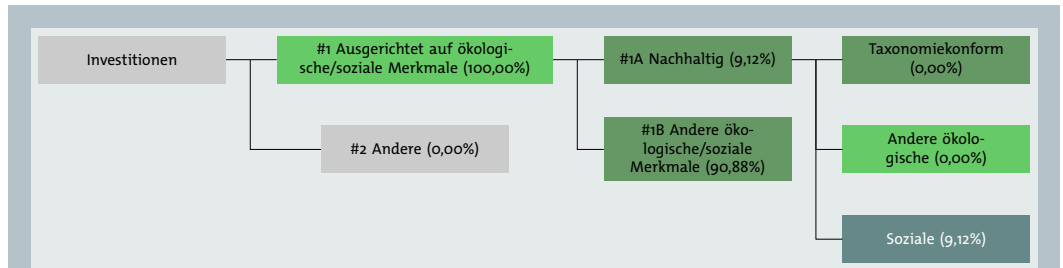 Investitionen
#1 Ausgerichtet auf ökologi-
sche/soziale Merkmale (100,00%)
#2 Andere (0,00%)
#1A Nachhaltig (9,12%)
#1B Andere öko-
logische/soziale
Merkmale (90,88%)
Taxonomiekonform
(0,00%)
Andere ökolo-
gische (0,00%)
Soziale (9,12%)